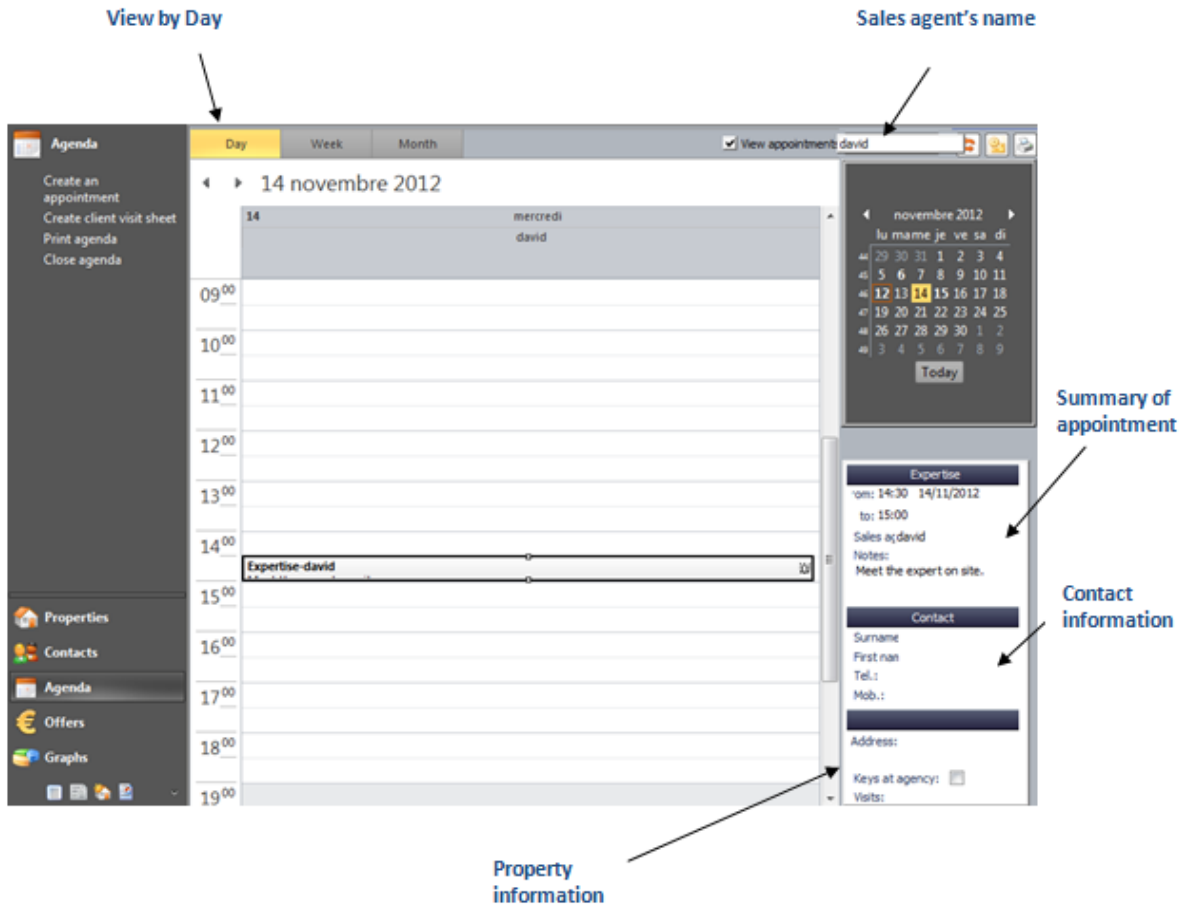 View by Day
Sales agent's name
Agenda
Create an
appointment
Create client visit sheet
Print agenda
Close agenda
Properties
Contacts
Agenda
Offers
Graphs
Day Week Month
View appointments david
14 novembre 2012
14 mercredi
david
09 00
10 00
11 00
12 00
13 00
14 00
Expertise-david
15 00
16 00
17 00
18 00
19 00
novembre 2012
lu ma me je ve sa di
44 29 30 31 1 2 3 4
45 5 6 7 8 9 10 11
46 12 13 14 15 16 17 18
47 19 20 21 22 23 24 25
48 26 27 28 29 30 1 2
49 3 4 5 6 7 8 9
Today
Summary of
appointment
Expertise
rom: 14:30 14/11/2012
to: 15:00
Sales ag david
Notes:
Meet the expert on site.
Contact
information
Contact
Surname
First nam
Tel.:
Mob.:
Address:
Keys at agency:
Visits:
Property
information